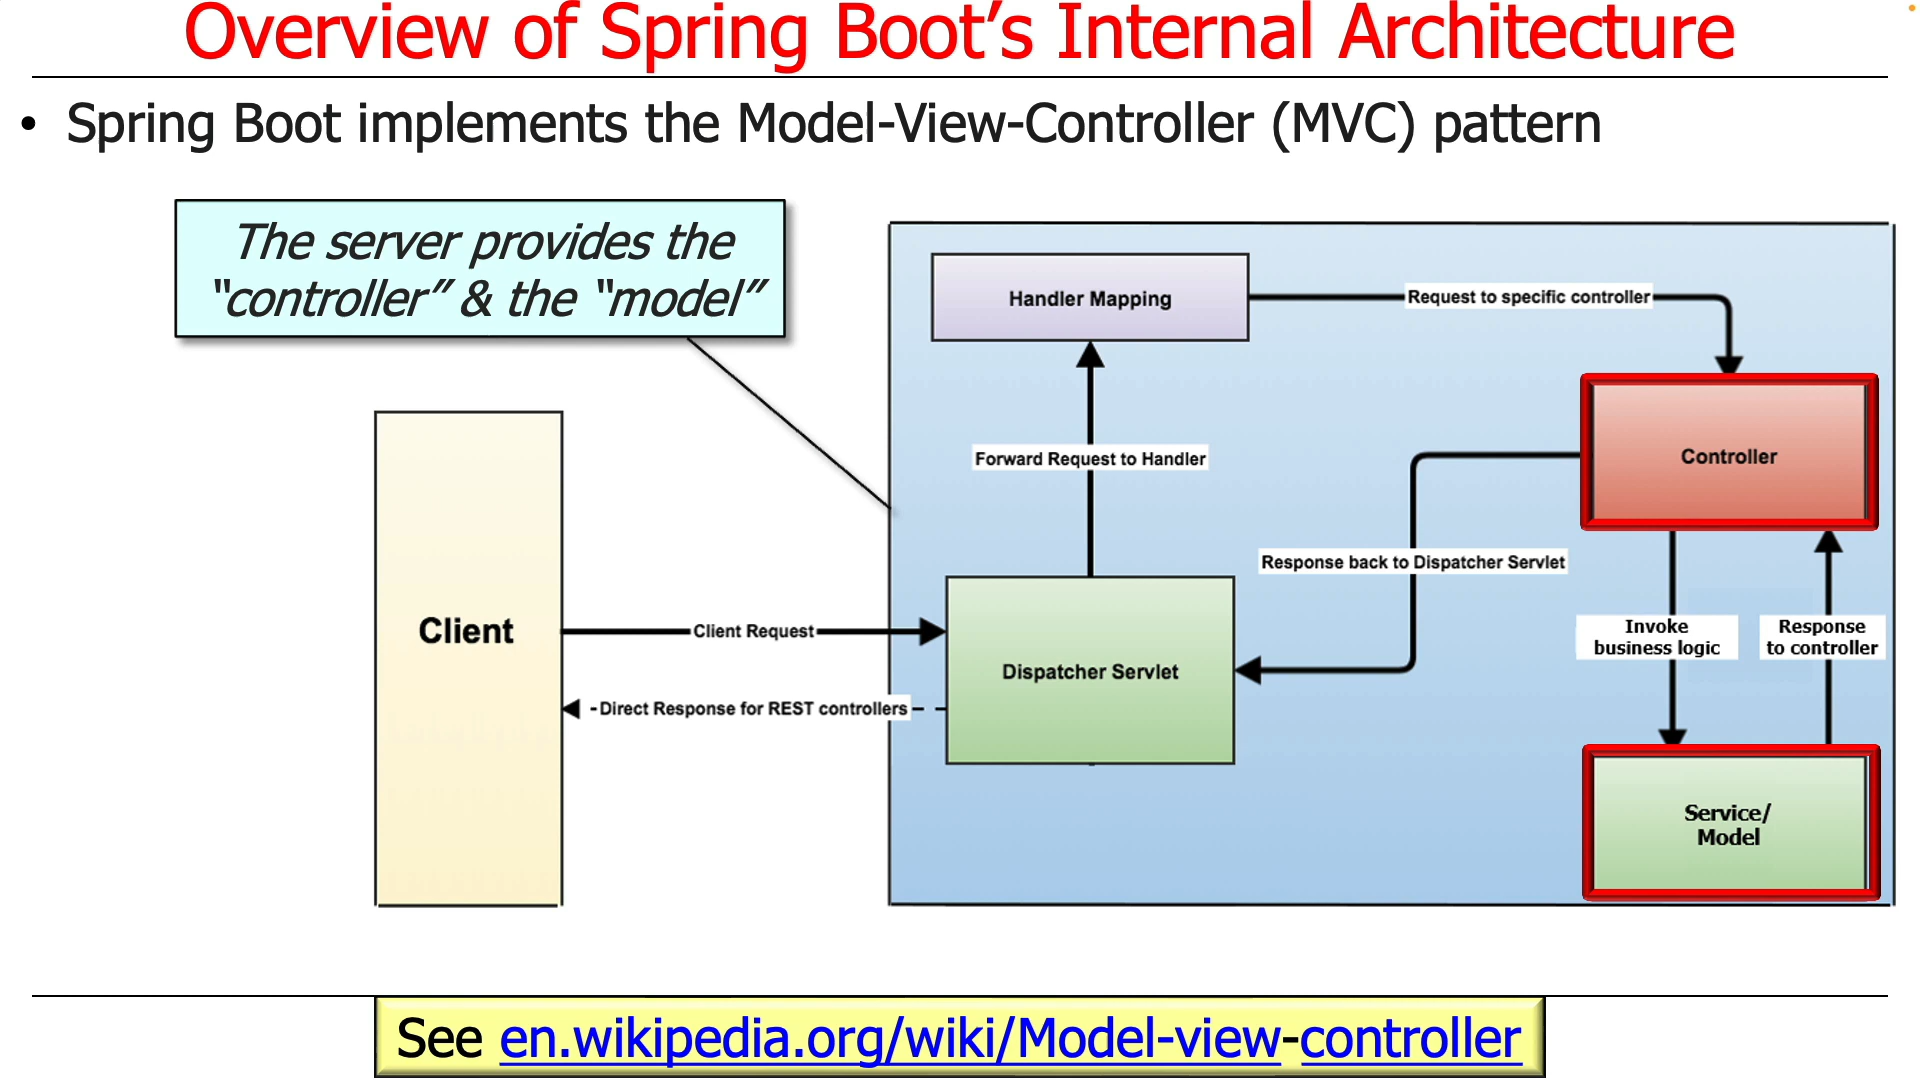 Overview of Spring Boot’s Internal Architecture
• Spring Boot implements the Model-View-Controller (MVC) pattern
The server provides the
“controller” & the “model”
Handler Mapping
Request to specific controller
Controller
Forward Request to Handler
Response back to Dispatcher Servlet
Client
Client Request
Invoke
business logic
Response
to controller
Dispatcher Servlet
Direct Response for REST controllers
Service/
Model
See en.wikipedia.org/wiki/Model-view-controller